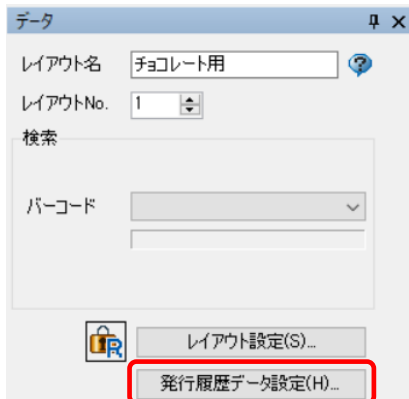 データ
レイアウト名 チョコレート用
レイアウトNo. 1
検索
バーコード
レイアウト設定(S)...
発行履歴データ設定(H)...